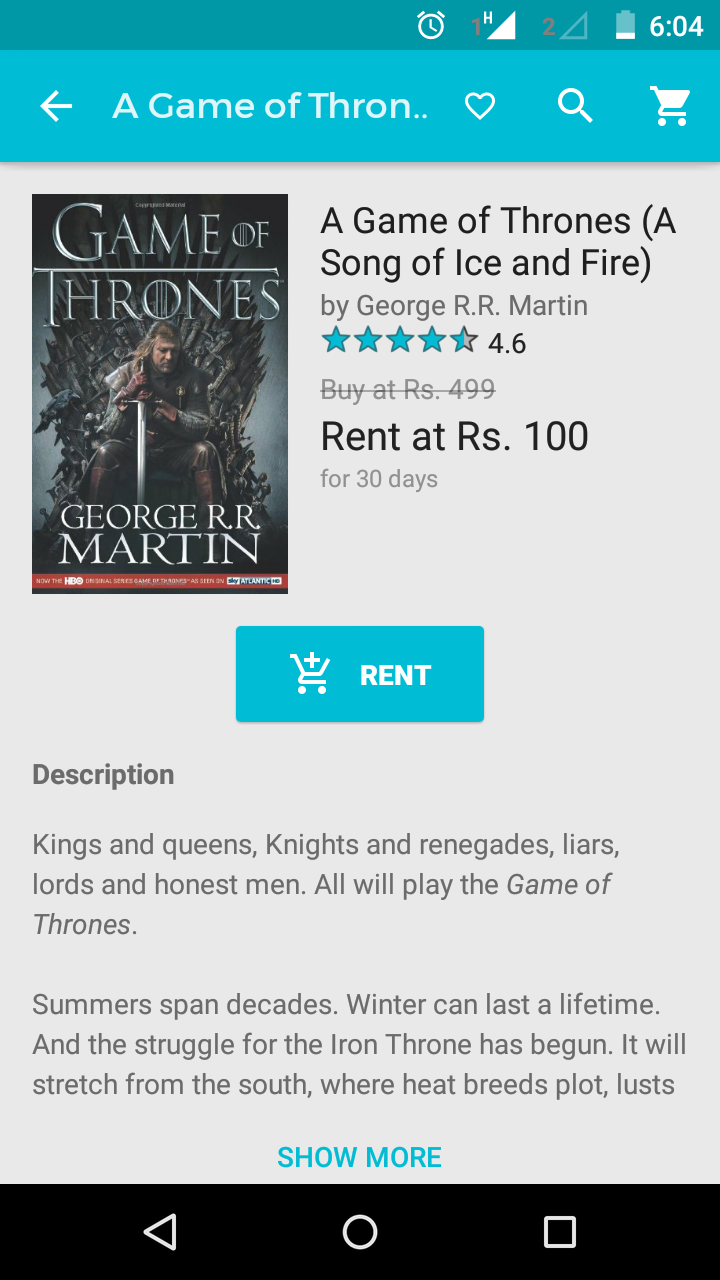 1 H 2 6:04
A Game of Thron..
Copyrighted Material
GAME OF
THRONES
GEORGE R.R.
MARTIN
NOW THE HBO ORIGINAL SERIES GAME OF THRONES® AS SEEN ON sky ATLANTIC HD
A Game of Thrones (A
Song of Ice and Fire)
by George R.R. Martin
4.6
Buy at Rs. 499
Rent at Rs. 100
for 30 days
RENT
Description
Kings and queens, Knights and renegades, liars,
lords and honest men. All will play the Game of
Thrones.
Summers span decades. Winter can last a lifetime.
And the struggle for the Iron Throne has begun. It will
stretch from the south, where heat breeds plot, lusts
SHOW MORE